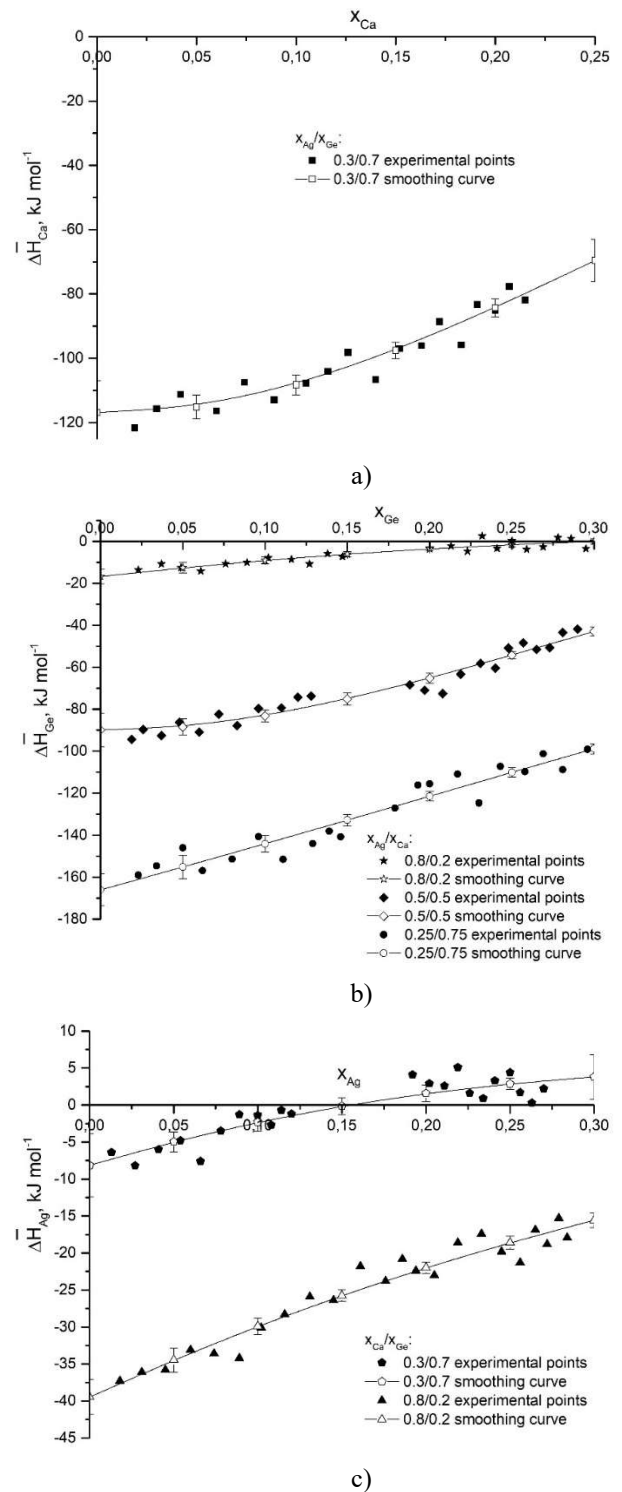 x_Ca
0,00 0,05 0,10 0,15 0,20 0,25
0
-20
-40
-60
-80
-100
-120
ΔH̅_Ca, kJ mol⁻¹
x_Ag/x_Ge:
0.3/0.7 experimental points
0.3/0.7 smoothing curve
a)
x_Ge
0,00 0,05 0,10 0,15 0,20 0,25 0,30
0
-20
-40
-60
-80
-100
-120
-140
-160
-180
ΔH̅_Ge, kJ mol⁻¹
x_Ag/x_Ca:
0.8/0.2 experimental points
0.8/0.2 smoothing curve
0.5/0.5 experimental points
0.5/0.5 smoothing curve
0.25/0.75 experimental points
0.25/0.75 smoothing curve
b)
10
5
0
-5
-10
-15
-20
-25
-30
-35
-40
-45
x_Ag
0,00 0,05 0,10 0,15 0,20 0,25 0,30
ΔH̅_Ag, kJ mol⁻¹
x_Ca/x_Ge:
0.3/0.7 experimental points
0.3/0.7 smoothing curve
0.8/0.2 experimental points
0.8/0.2 smoothing curve
c)